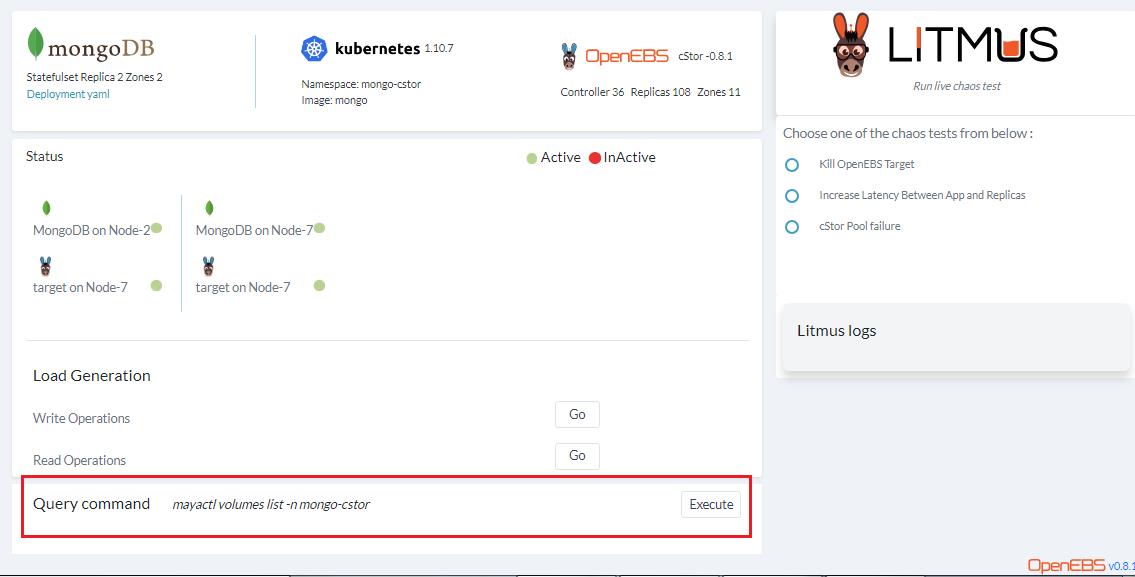 mongoDB
Statefulset Replica 2 Zones 2
Deployment yaml
kubernetes 1.10.7
Namespace: mongo-cstor
Image: mongo
OpenEBS cStor -0.8.1
Controller 36 Replicas 108 Zones 11
LITMUS
Run live chaos test
Status
Active InActive
MongoDB on Node-2
MongoDB on Node-7
target on Node-7
target on Node-7
Choose one of the chaos tests from below :
Kill OpenEBS Target
Increase Latency Between App and Replicas
cStor Pool failure
Litmus logs
Load Generation
Write Operations Go
Read Operations Go
Query command mayactl volumes list -n mongo-cstor Execute
OpenEBS v0.8.1